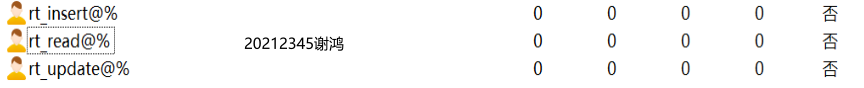 rt_insert@% 0 0 0 0 否
rt_read@% 20212345谢鸿 0 0 0 0 否
rt_update@% 0 0 0 0 否